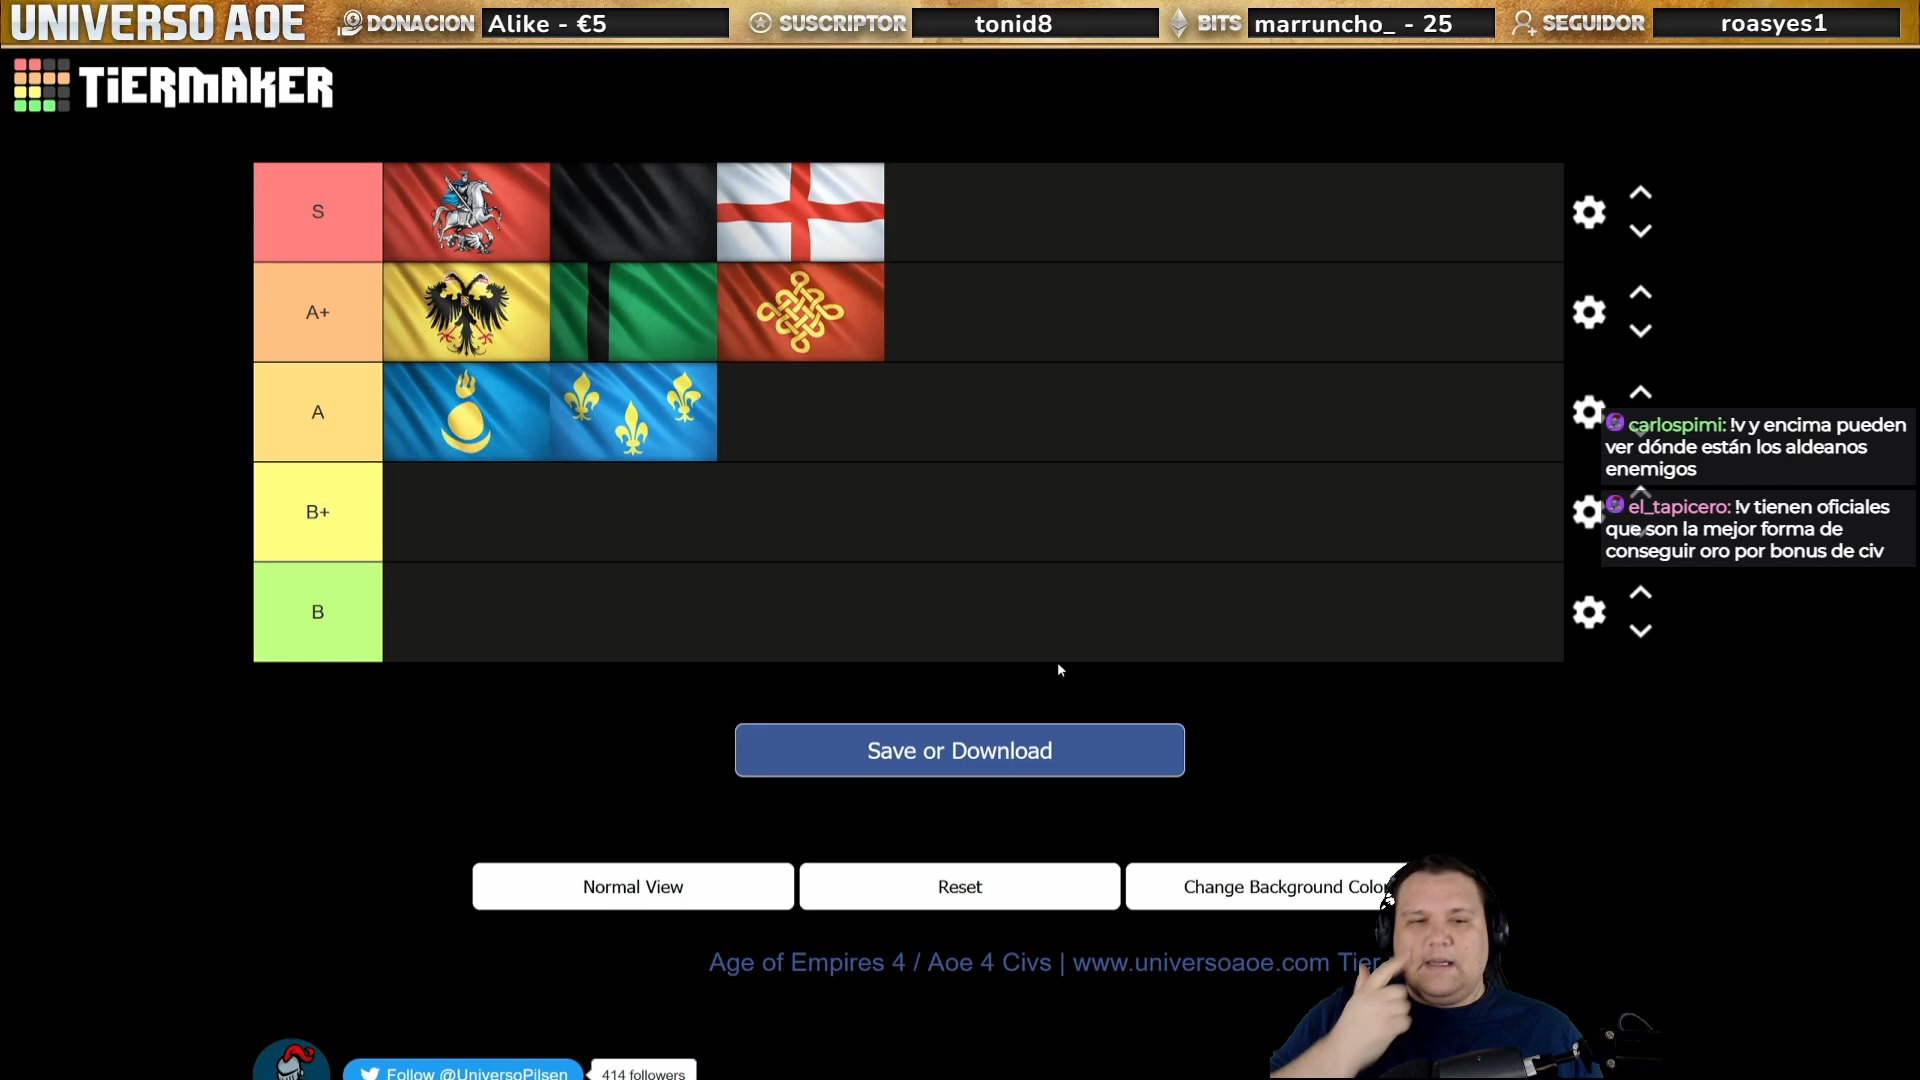 UNIVERSO AOE
DONACION Alike - €5
SUSCRIPTOR tonid8
BITS marruncho_ - 25
SEGUIDOR roasyes1
TiERMAKER
S
A+
A
B+
B
carlospimi: !v y encima pueden
ver dónde están los aldeanos
enemigos
el_tapicero: !v tienen oficiales
que son la mejor forma de
conseguir oro por bonus de civ
Save or Download
Normal View
Reset
Change Background Color
Age of Empires 4 / Aoe 4 Civs | www.universoaoe.com Tier
Follow @UniversoPilsen
414 followers